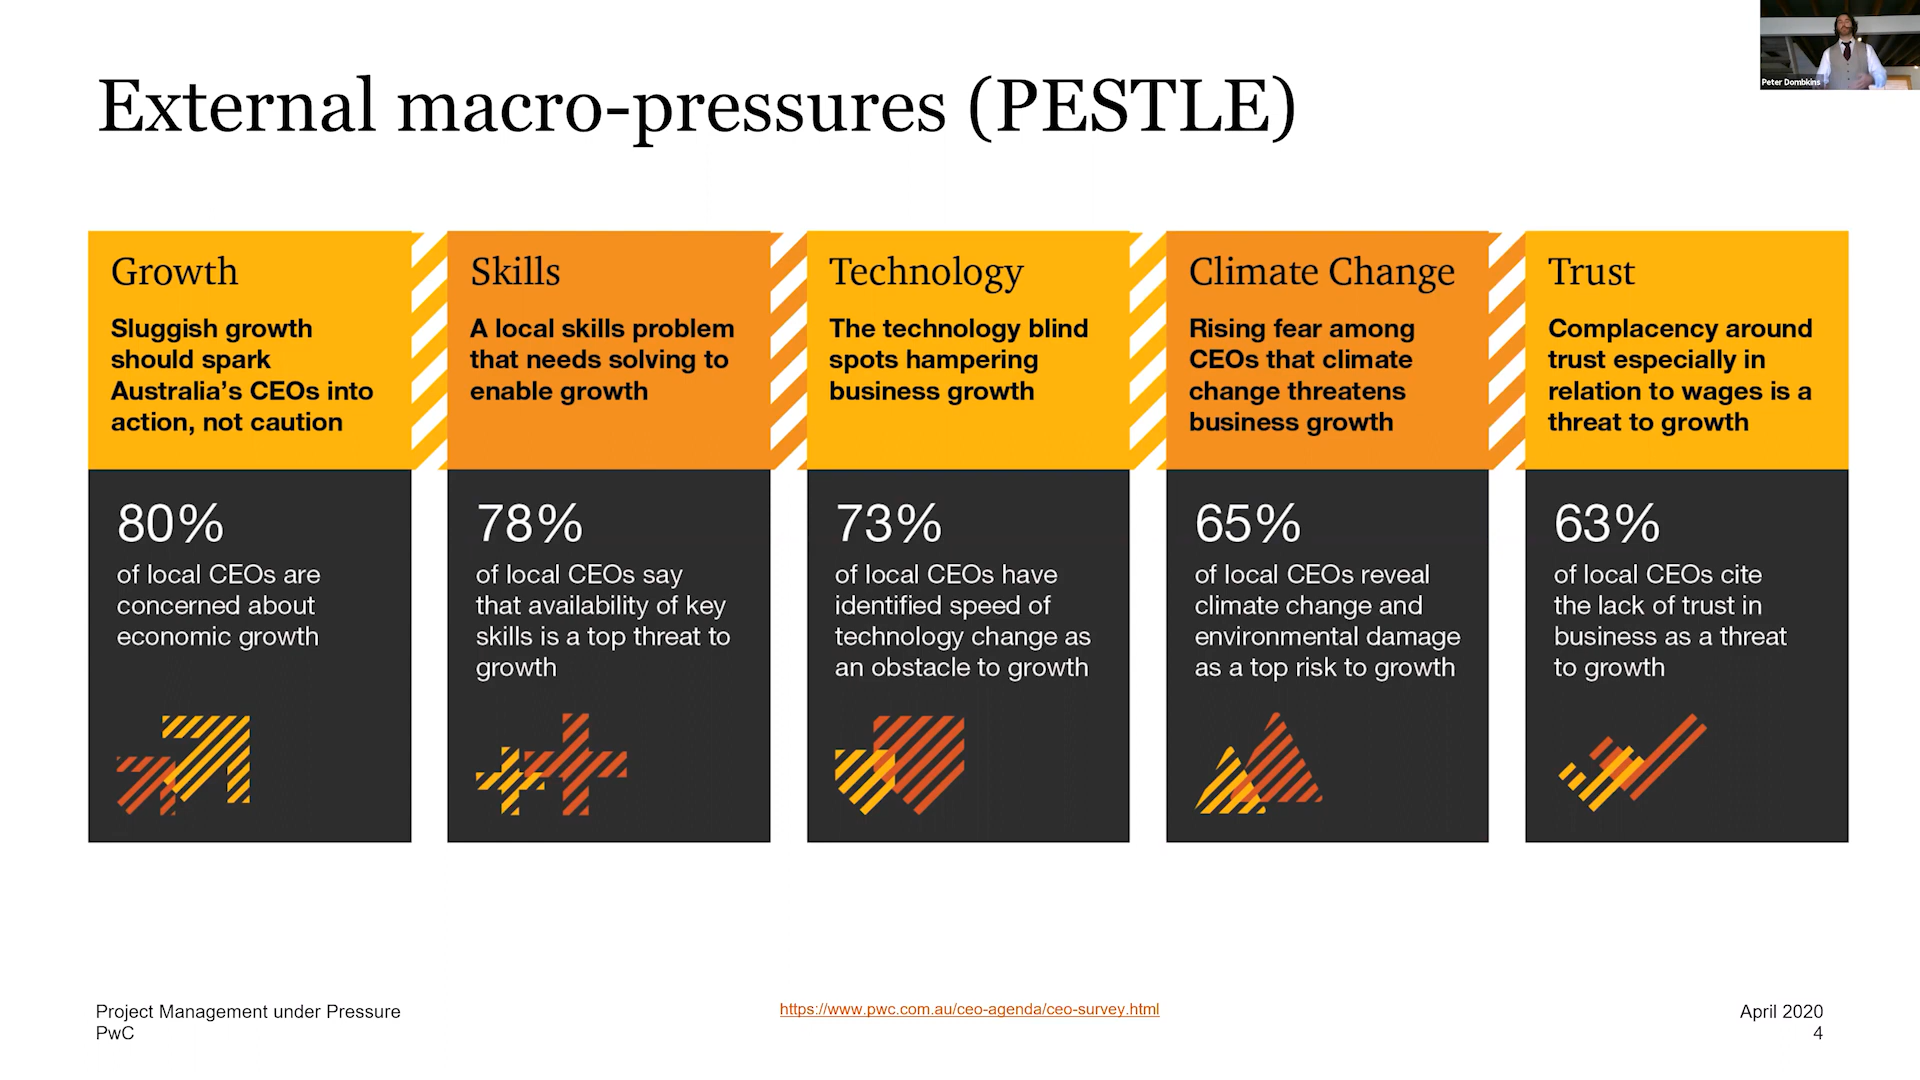 Peter Dombkins
External macro-pressures (PESTLE)
Growth
Sluggish growth
should spark
Australia’s CEOs into
action, not caution
80%
of local CEOs are
concerned about
economic growth
Skills
A local skills problem
that needs solving to
enable growth
78%
of local CEOs say
that availability of key
skills is a top threat to
growth
Technology
The technology blind
spots hampering
business growth
73%
of local CEOs have
identified speed of
technology change as
an obstacle to growth
Climate Change
Rising fear among
CEOs that climate
change threatens
business growth
65%
of local CEOs reveal
climate change and
environmental damage
as a top risk to growth
Trust
Complacency around
trust especially in
relation to wages is a
threat to growth
63%
of local CEOs cite
the lack of trust in
business as a threat
to growth
Project Management under Pressure
PwC
https://www.pwc.com.au/ceo-agenda/ceo-survey.html
April 2020
4